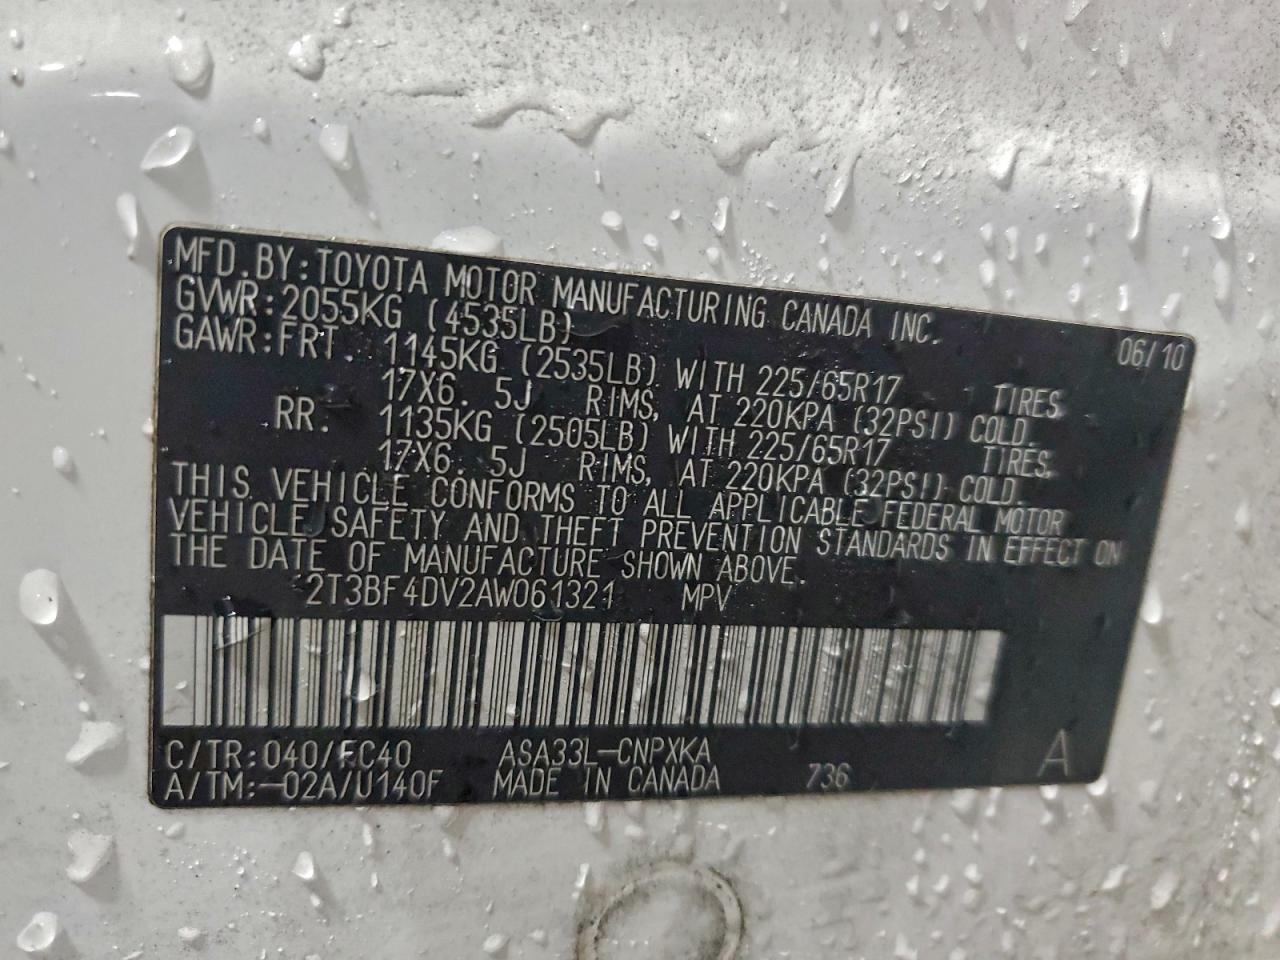 MFD.BY:TOYOTA MOTOR MANUFACTURING CANADA INC.
GVWR:2055KG (4535LB) 06/10
GAWR:FRT. 1145KG (2535LB) WITH 225/65R17 TIRES,
17X6. 5J RIMS, AT 220KPA (32PSI) COLD.
RR. 1135KG (2505LB) WITH 225/65R17 TIRES,
17X6. 5J RIMS, AT 220KPA (32PSI) COLD.
THIS VEHICLE CONFORMS TO ALL APPLICABLE FEDERAL MOTOR
VEHICLE SAFETY AND THEFT PREVENTION STANDARDS IN EFFECT ON
THE DATE OF MANUFACTURE SHOWN ABOVE.
2T3BF4DV2AW061321 MPV
C/TR:040/FC40 ASA33L-CNPXKA A
A/TM:-02A/U140F MADE IN CANADA 736